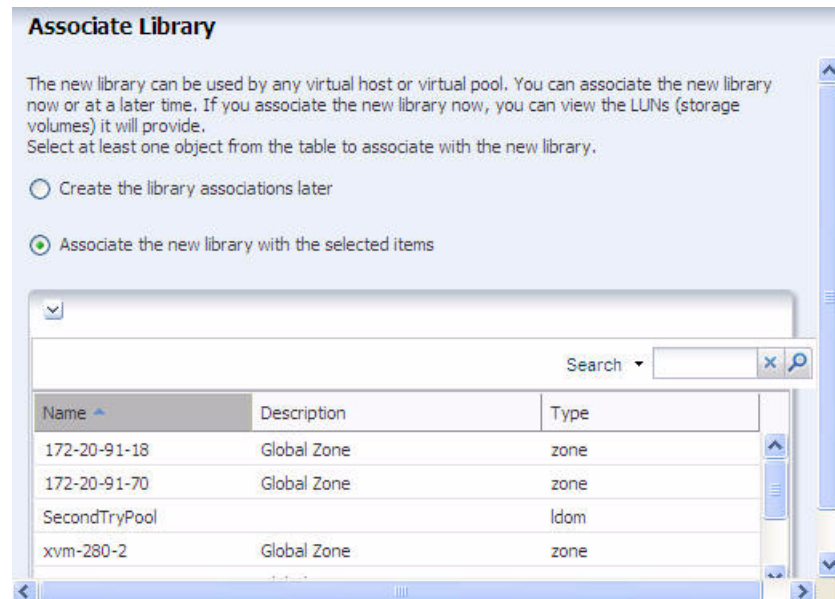 Associate Library
The new library can be used by any virtual host or virtual pool. You can associate the new library
now or at a later time. If you associate the new library now, you can view the LUNs (storage
volumes) it will provide.
Select at least one object from the table to associate with the new library.
Create the library associations later
Associate the new library with the selected items
Search
Name Description Type
172-20-91-18 Global Zone zone
172-20-91-70 Global Zone zone
SecondTryPool ldom
xvm-280-2 Global Zone zone